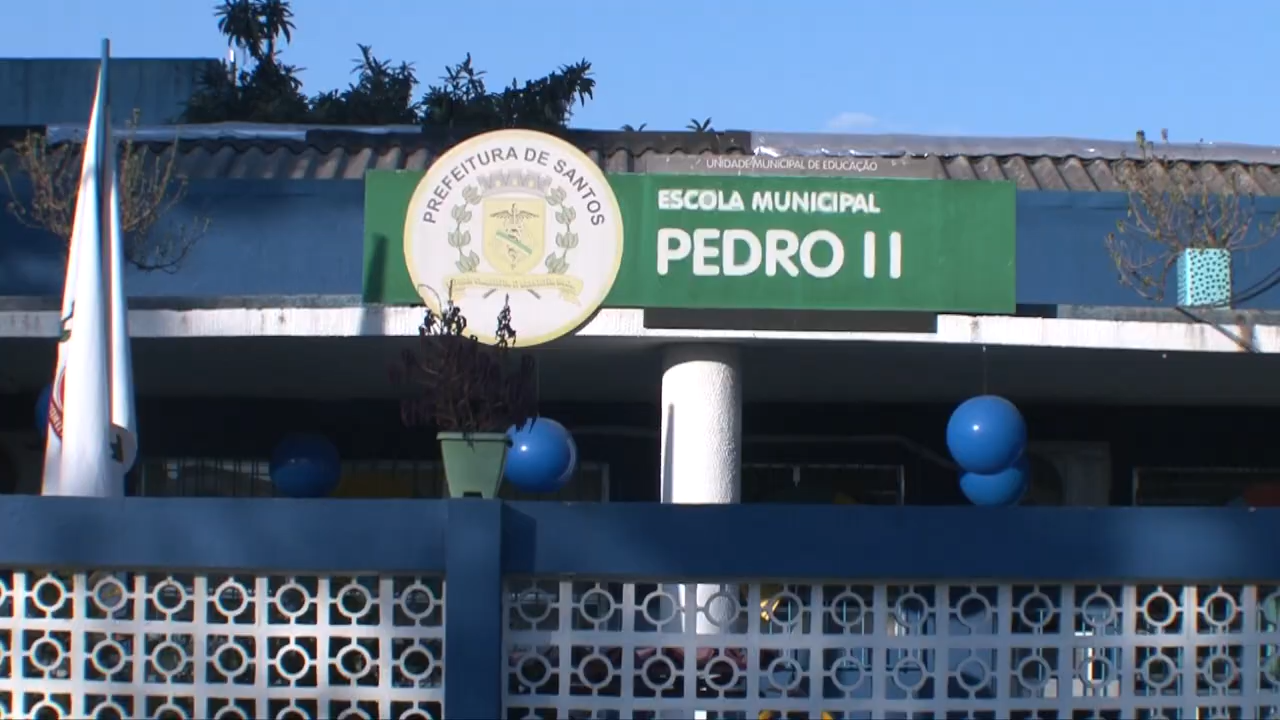 UNIDADE MUNICIPAL DE EDUCAÇÃO
PREFEITURA DE SANTOS
ESCOLA MUNICIPAL
PEDRO II